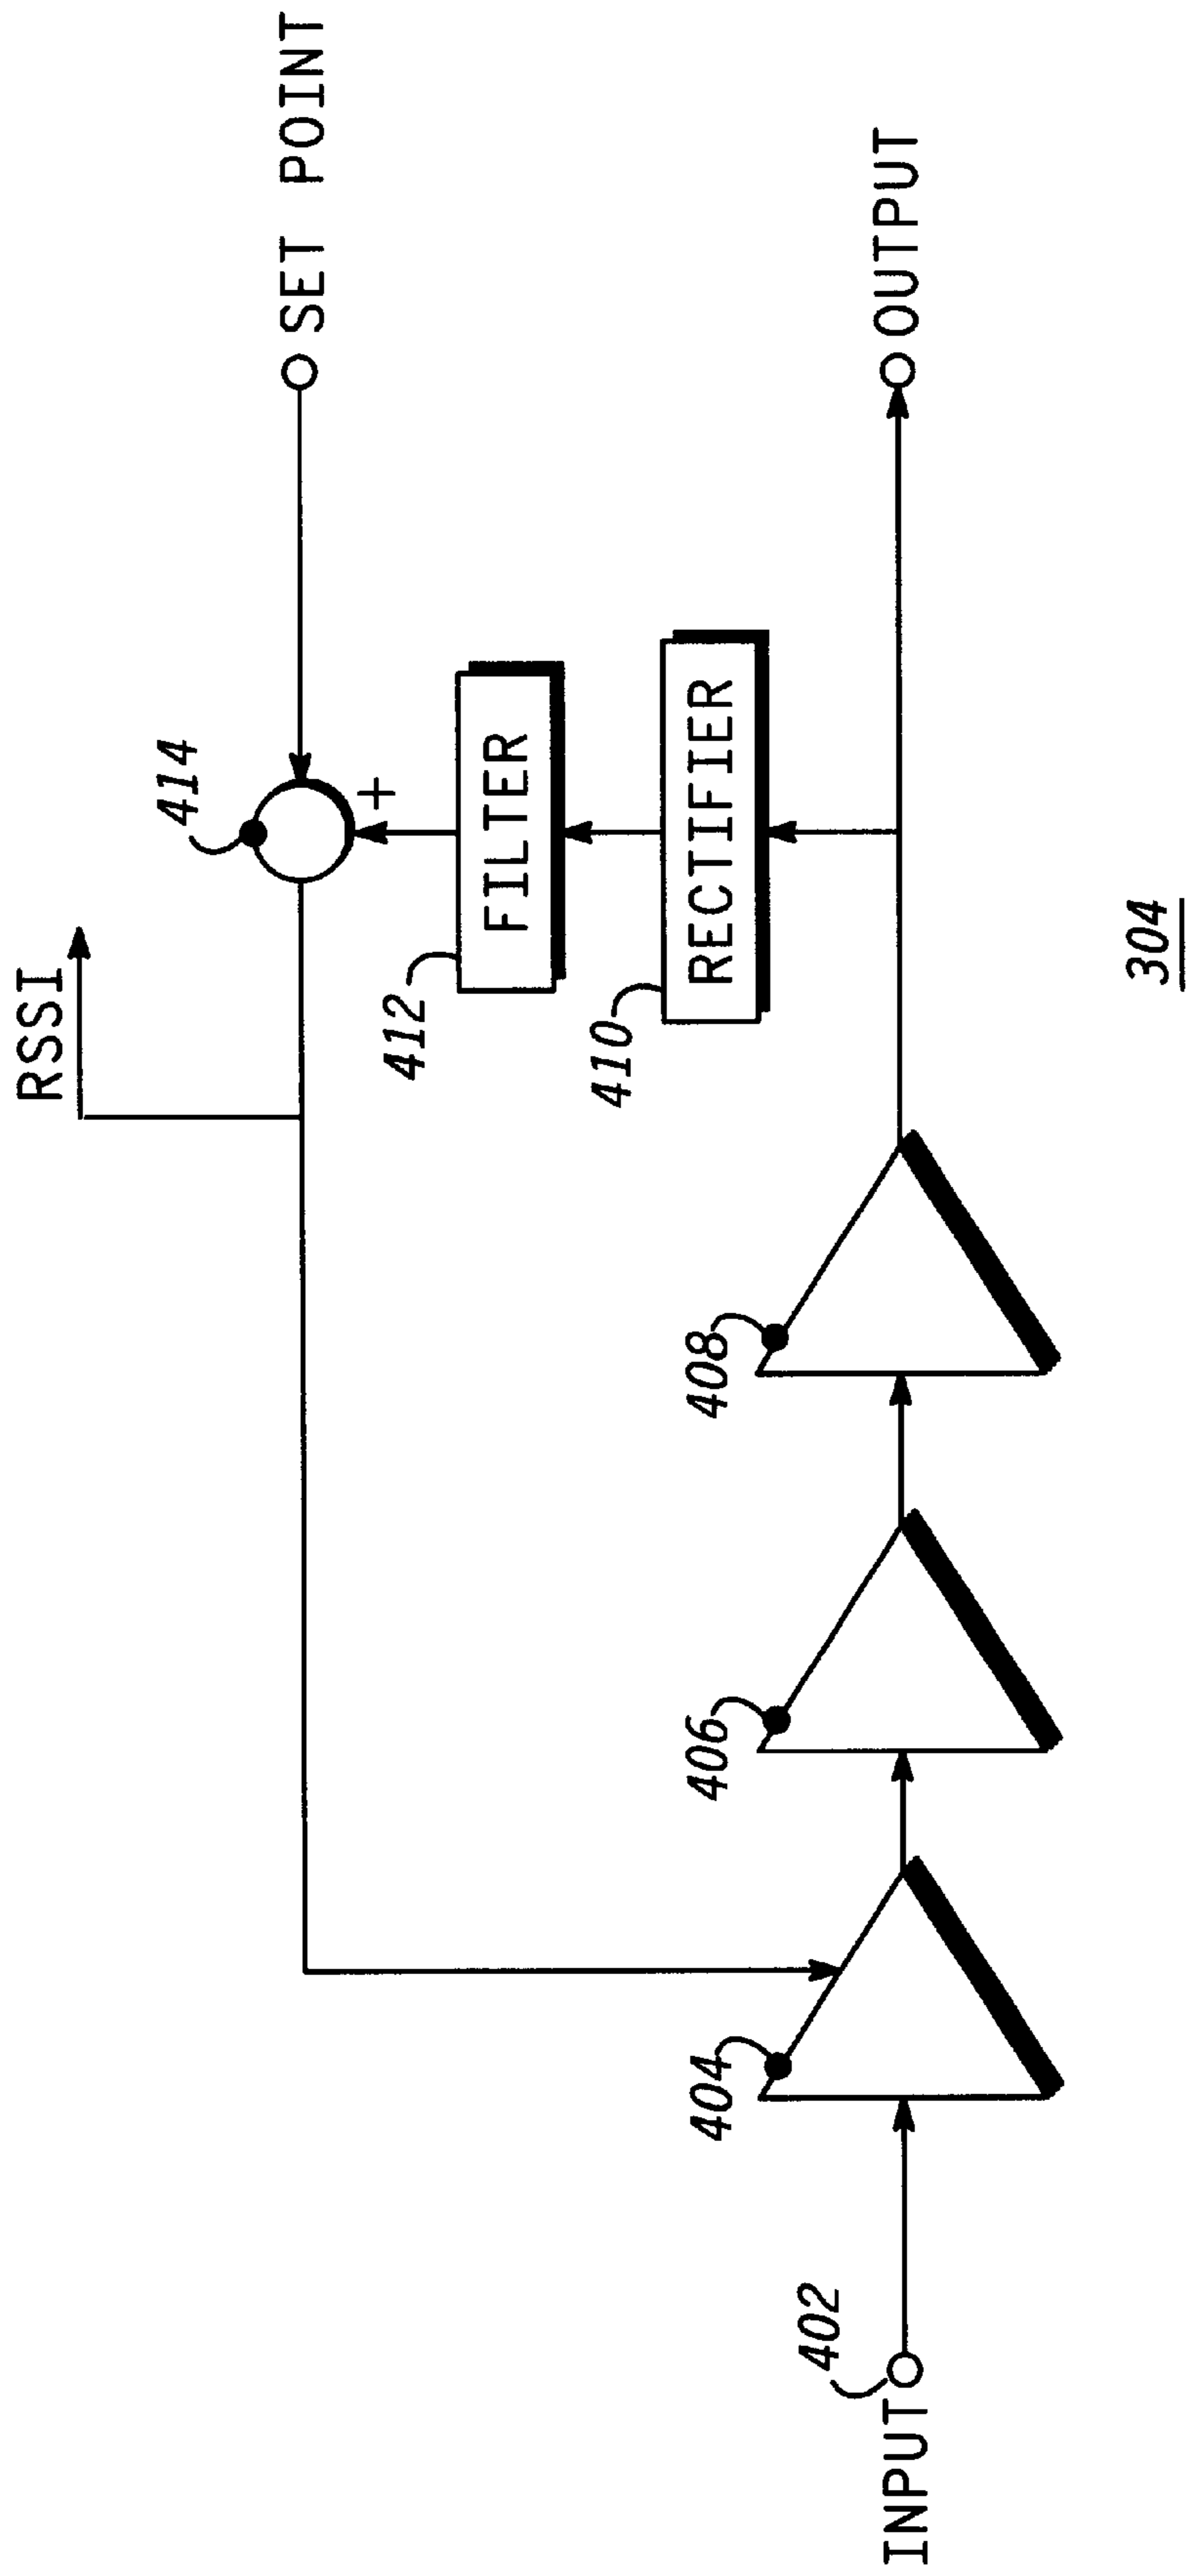 RSSI
414
SET POINT
+
412
FILTER
410
RECTIFIER
404
406
408
402
INPUT
OUTPUT
304